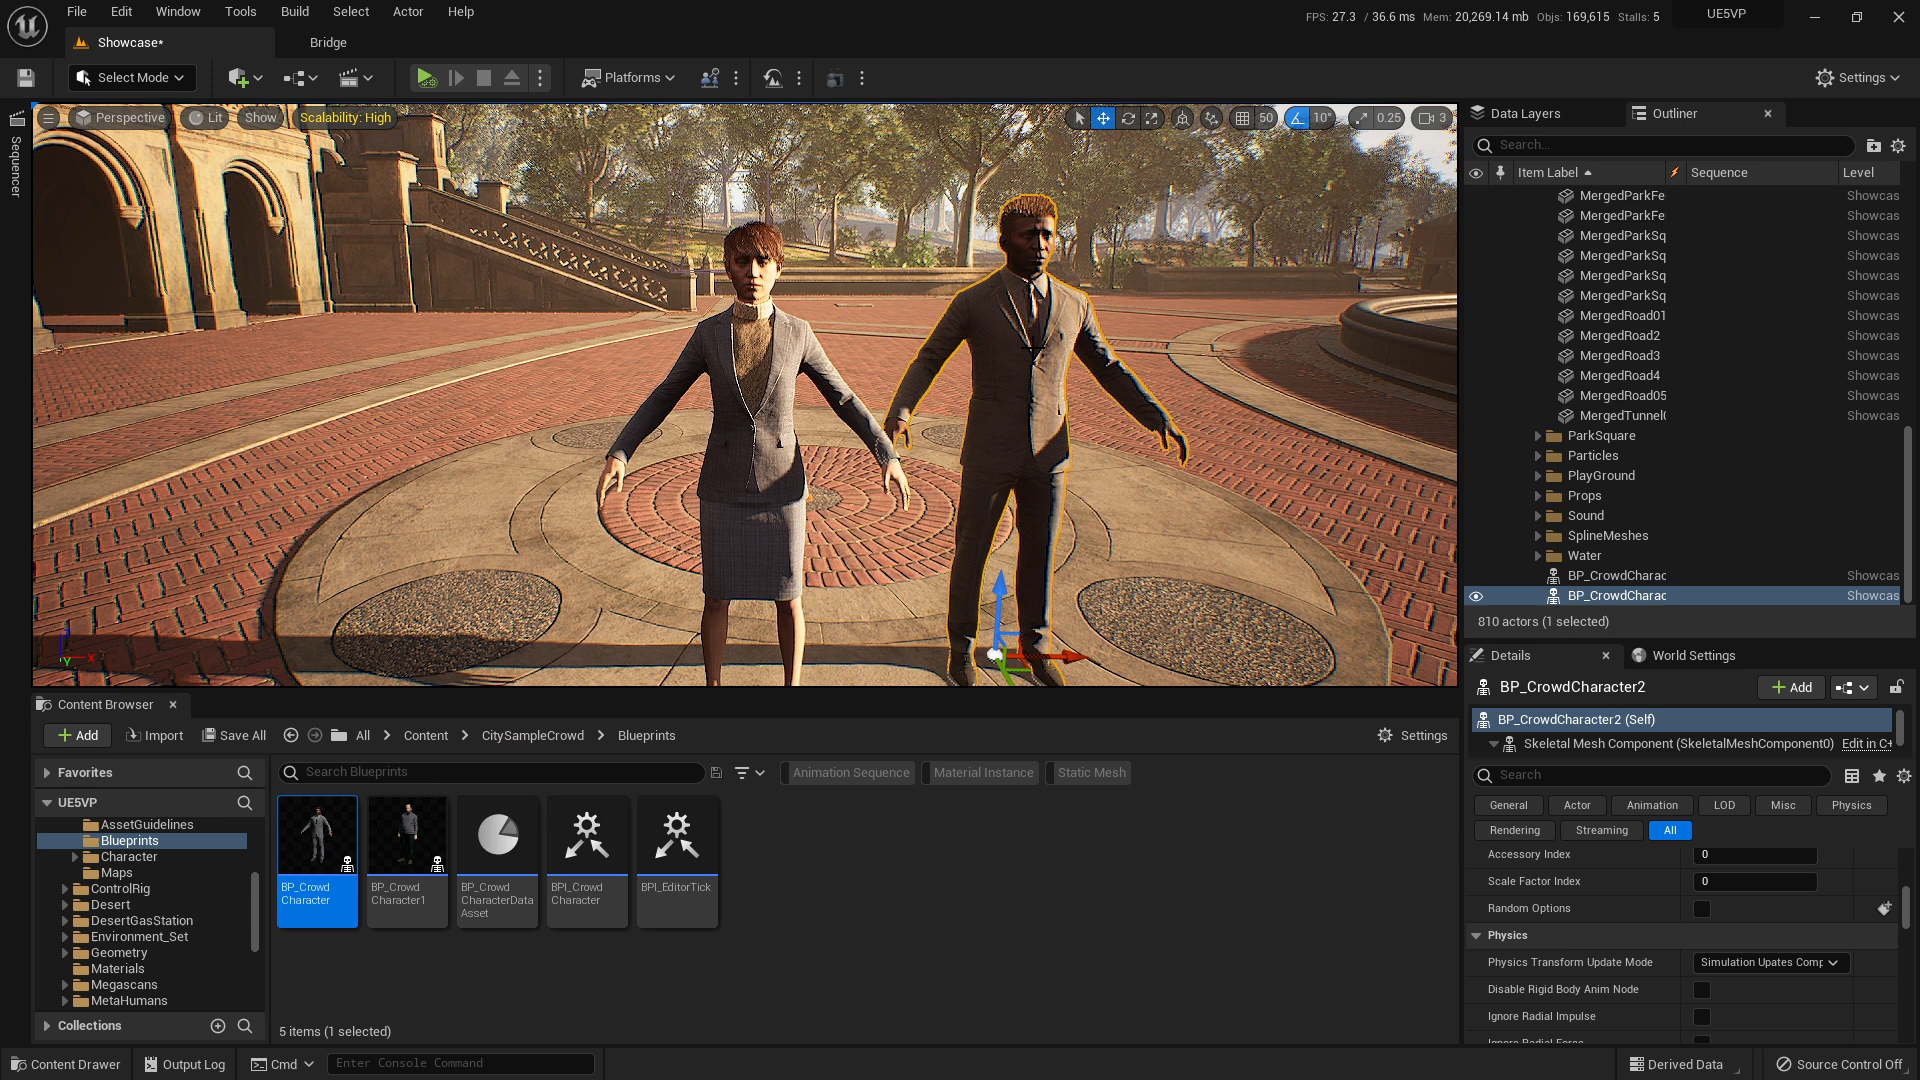 File Edit Window Tools Build Select Actor Help
FPS: 27.3 / 36.6 ms Mem: 20,269.14 mb Objs: 169,615 Stalls: 5
UE5VP
Showcase*
Bridge
Select Mode
Platforms
Settings
Sequencer
Perspective
Lit
Show
Scalability: High
50
10°
0.25
3
X
Y
Data Layers
Outliner
Search...
Item Label
Sequence
Level
MergedParkFe Showcas
MergedParkFe Showcas
MergedParkSq Showcas
MergedParkSq Showcas
MergedParkSq Showcas
MergedParkSq Showcas
MergedRoad01 Showcas
MergedRoad2 Showcas
MergedRoad3 Showcas
MergedRoad4 Showcas
MergedRoad05 Showcas
MergedTunnel Showcas
ParkSquare
Particles
PlayGround
Props
Sound
SplineMeshes
Water
BP_CrowdCharac Showcas
BP_CrowdCharac Showcas
810 actors (1 selected)
Details
World Settings
BP_CrowdCharacter2
Add
BP_CrowdCharacter2 (Self)
Skeletal Mesh Component (SkeletalMeshComponent0) Edit in C+
Search
General Actor Animation LOD Misc Physics
Rendering Streaming All
Accessory Index 0
Scale Factor Index 0
Random Options
Physics
Physics Transform Update Mode Simulation Upates Comp
Disable Rigid Body Anim Node
Ignore Radial Impulse
Ignore Radial Force
Content Browser
Add
Import
Save All
All
Content
CitySampleCrowd
Blueprints
Settings
Favorites
UE5VP
AssetGuidelines
Blueprints
Character
Maps
ControlRig
Desert
DesertGasStation
Environment_Set
Geometry
Materials
Megascans
MetaHumans
Collections
Search Blueprints
Animation Sequence
Material Instance
Static Mesh
BP_Crowd
Character
BP_Crowd
Character1
BP_Crowd
CharacterData
Asset
BPI_Crowd
Character
BPI_EditorTick
5 items (1 selected)
Content Drawer
Output Log
Cmd
Enter Console Command
Derived Data
Source Control Off